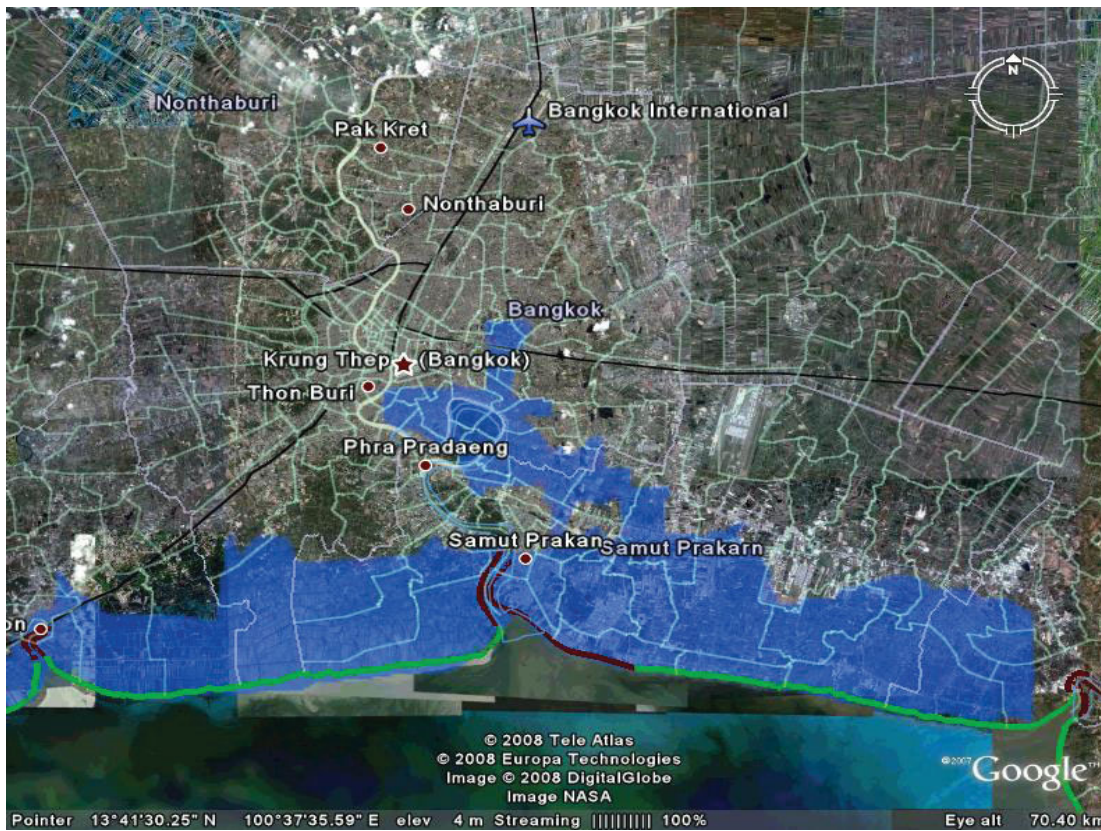 Nonthaburi
Bangkok International
Pak Kret
Nonthaburi
Bangkok
Krung Thep (Bangkok)
Thon Buri
Phra Pradaeng
Samut Prakan
Samut Prakarn
on
© 2008 Tele Atlas
© 2008 Europa Technologies
Image © 2008 DigitalGlobe
Image NASA
N
©2007 Google™
Pointer 13°41'30.25" N 100°37'35.59" E elev 4 m Streaming |||||||||| 100% Eye alt 70.40 km